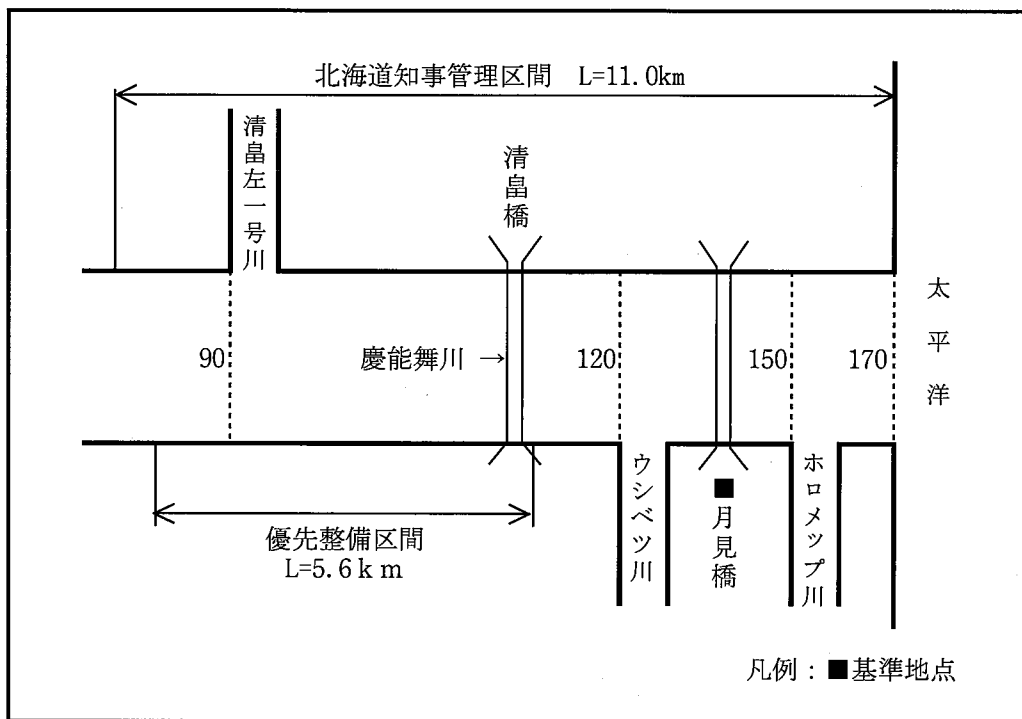 北海道知事管理区間 L=11.0km
清畠左一号川
清畠橋
太平洋
90
慶能舞川 →
120
150
170
優先整備区間
L=5.6km
ウシベツ川
■月見橋
ホロメップ川
凡例：■基準地点